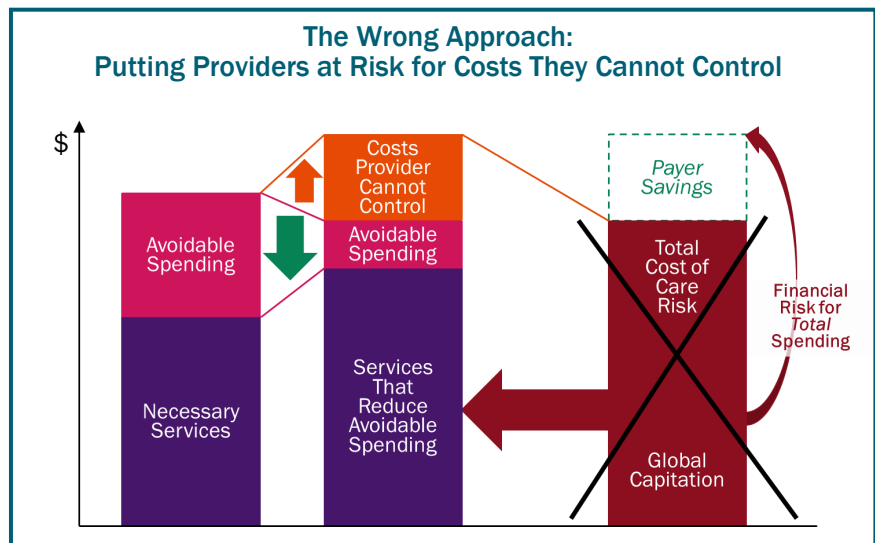 The Wrong Approach:
Putting Providers at Risk for Costs They Cannot Control
$
Avoidable
Spending
Necessary
Services
Costs
Provider
Cannot
Control
Avoidable
Spending
Services
That
Reduce
Avoidable
Spending
Payer
Savings
Total
Cost of
Care
Risk
Global
Capitation
Financial
Risk for
Total
Spending